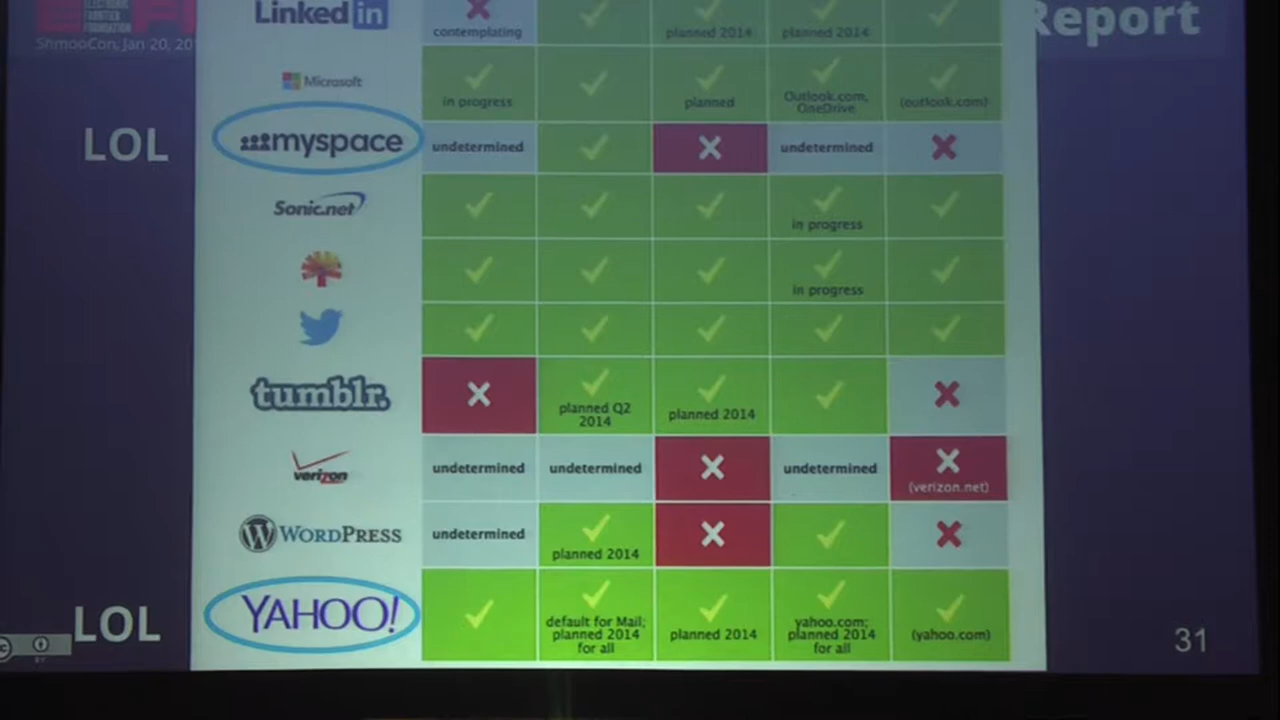 ELECTRONIC
FRONTIER
FOUNDATION
ShmooCon, Jan 20, 20
Report
LinkedIn
contemplating
planned 2014
planned 2014
Microsoft
in progress
planned
Outlook.com,
OneDrive
(outlook.com)
LOL
myspace
undetermined
undetermined
Sonic.net
in progress
in progress
tumblr.
planned Q2
2014
planned 2014
verizon
undetermined
undetermined
undetermined
(verizon.net)
WORDPRESS
undetermined
planned 2014
LOL
YAHOO!
default for Mail;
planned 2014
for all
planned 2014
yahoo.com;
planned 2014
for all
(yahoo.com)
31